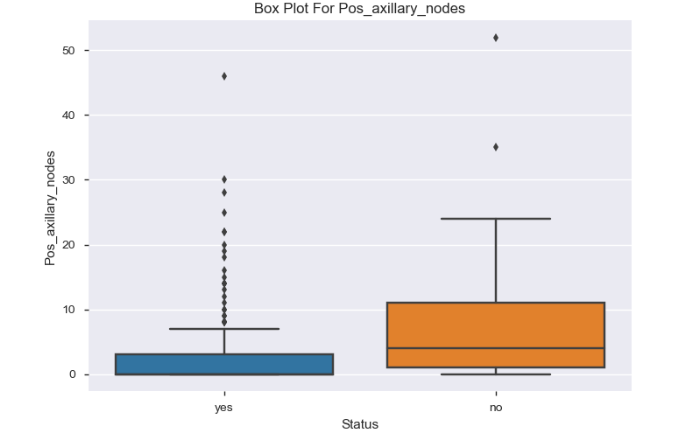 Box Plot For Pos_axillary_nodes
50
40
30
20
10
0
Pos_axillary_nodes
yes
no
Status